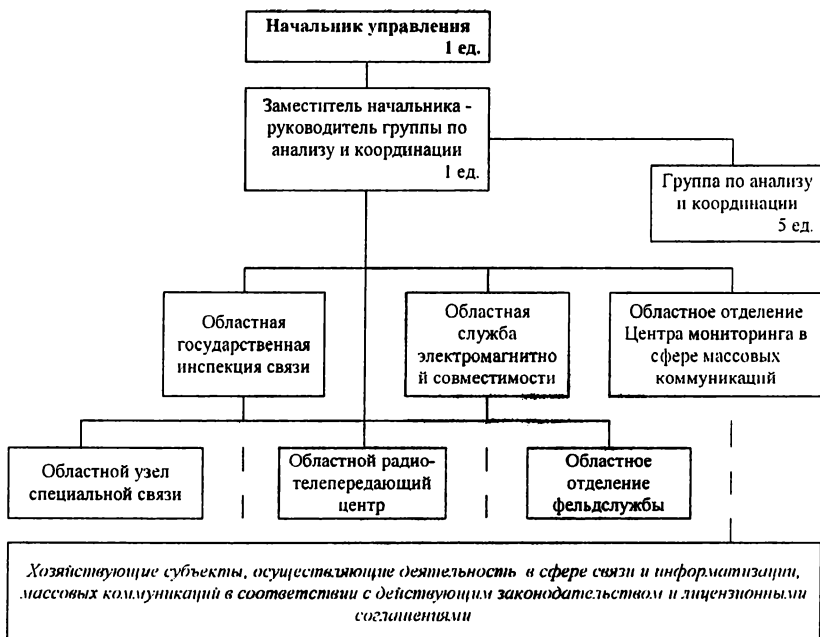 Начальник управления
1 ед.
Заместитель начальника -
руководитель группы по
анализу и координации
1 ед.
Группа по анализу
и координации
5 ед.
Областная
государственная
инспекция связи
Областная
служба
электромагнитно
й совместимости
Областное отделение
Центра мониторинга в
сфере массовых
коммуникаций
Областной узел
специальной связи
Областной радио-
телепередающий
центр
Областное
отделение
фельдслужбы
Хозяйствующие субъекты, осуществляющие деятельность в сфере связи и информатизации,
массовых коммуникаций в соответствии с действующим законодательством и лицензионными
соглашениями